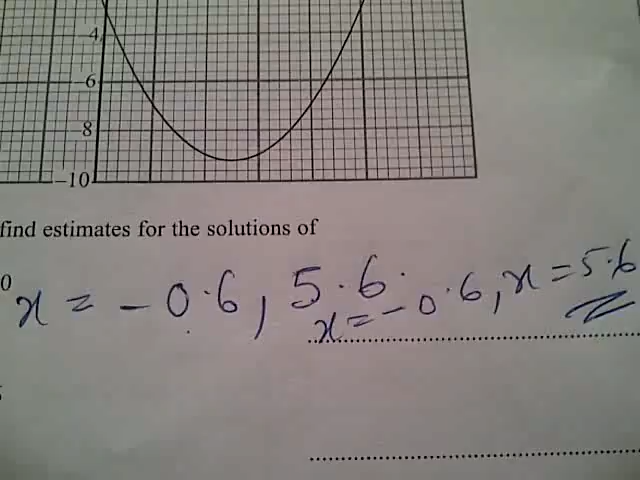 4
-6
8
-10
find estimates for the solutions of
0
x = -0.6, 5.6
x = -0.6, x = 5.6